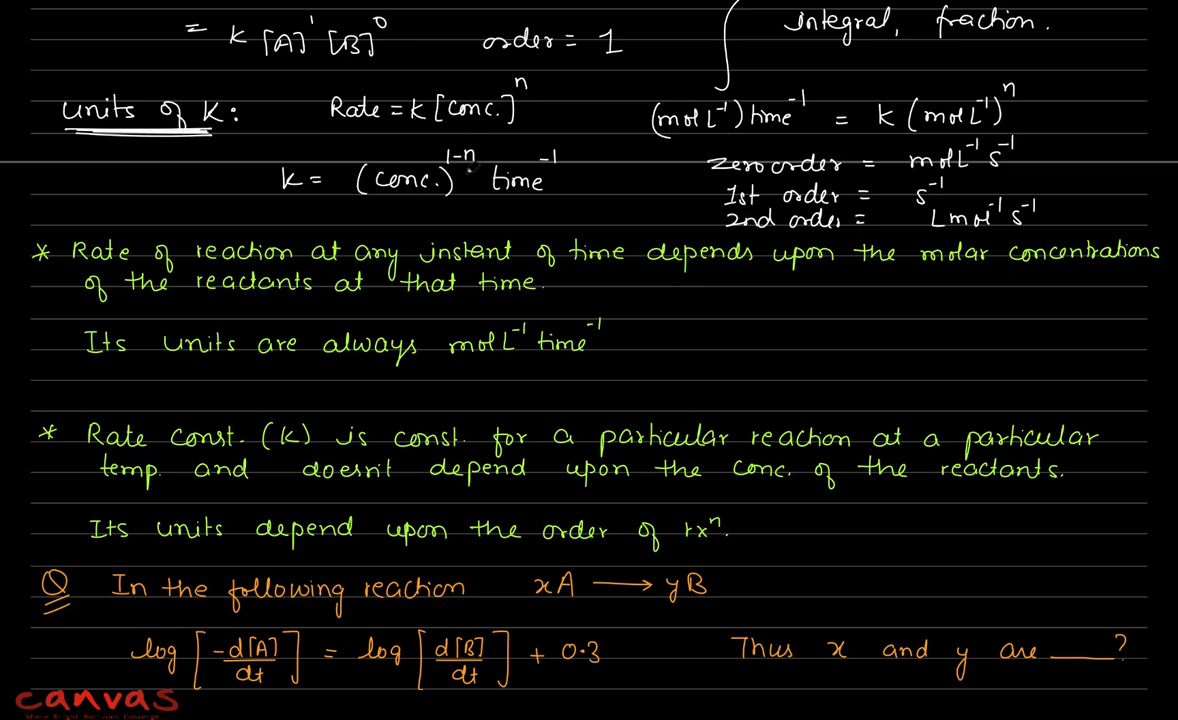 = k [A]¹ [B]⁰ order = 1 integral, fraction.
Units of K: Rate = k [conc.]ⁿ (mol L⁻¹) time⁻¹ = k (mol L⁻¹)ⁿ
k = (conc.)¹⁻ⁿ time⁻¹ zero order = mol L⁻¹ s⁻¹
1st order = s⁻¹
2nd order = L mol⁻¹ s⁻¹
* Rate of reaction at any instant of time depends upon the molar concentrations
of the reactants at that time.
Its units are always mol L⁻¹ time⁻¹
* Rate const. (K) is const. for a particular reaction at a particular
temp. and doesn't depend upon the conc. of the reactants.
Its units depend upon the order of rxⁿ.
Q In the following reaction xA ⟶ yB
log [-d[A]/dt] = log [d[B]/dt] + 0.3 Thus x and y are ____?
canvas
Where Bright Horizons Converge...